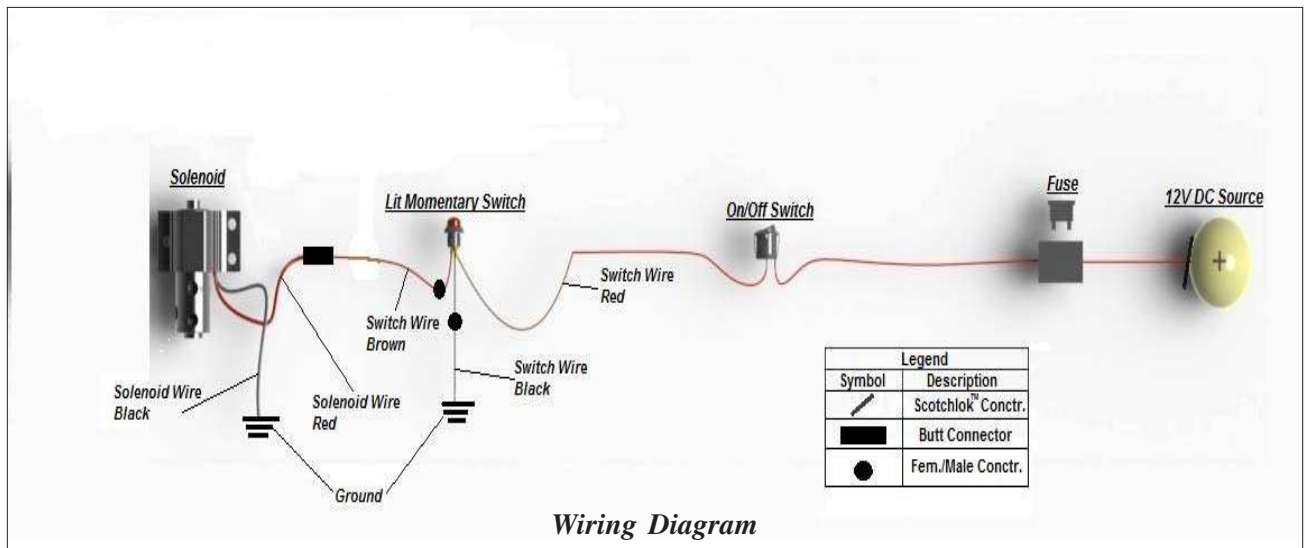 Solenoid
Lit Momentary Switch
On/Off Switch
Fuse
12V DC Source
+
Switch Wire
Red
Switch Wire
Brown
Switch Wire
Black
Solenoid Wire
Black
Solenoid Wire
Red
Ground
Legend
Symbol Description
Scotchlok™ Conctr.
Butt Connector
Fem./Male Conctr.
Wiring Diagram